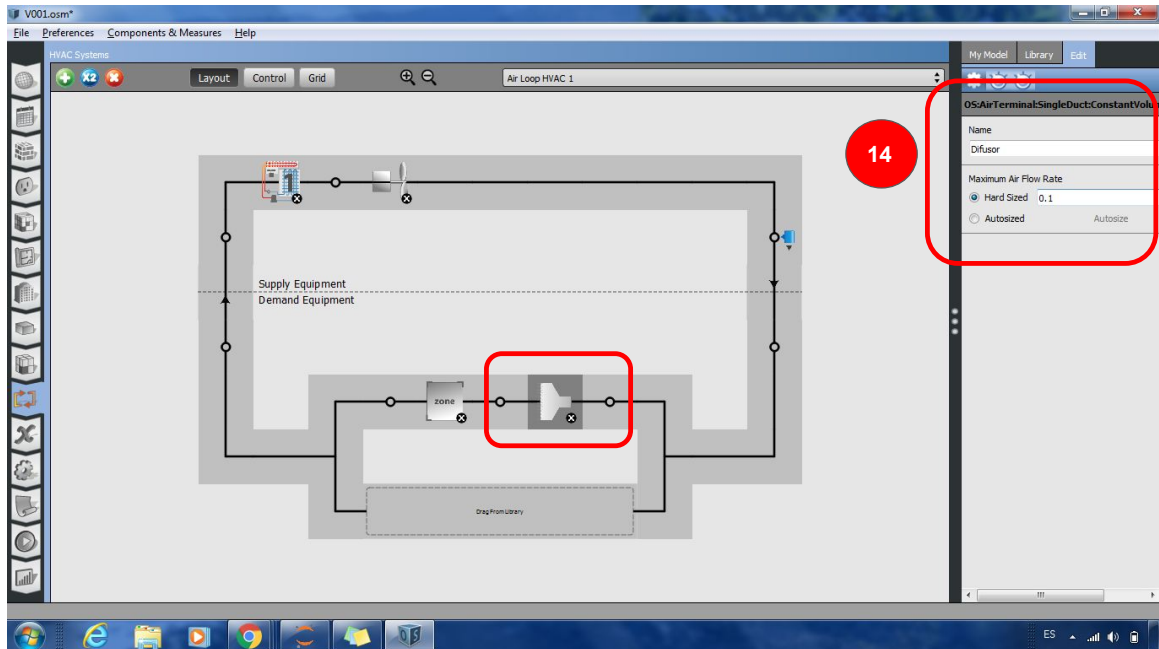 V001.osm*
File Preferences Components & Measures Help
HVAC Systems
My Model Library Edit
Layout Control Grid
Air Loop HVAC 1
OS:AirTerminal:SingleDuct:ConstantVolum
14
Name
Difusor
Maximum Air Flow Rate
Hard Sized 0.1
Autosized Autosize
1
Supply Equipment
Demand Equipment
zone
Drag From Library
ES